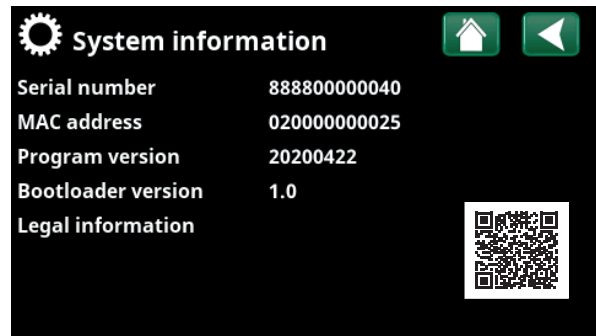 System information
Serial number 888800000040
MAC address 020000000025
Program version 20200422
Bootloader version 1.0
Legal information